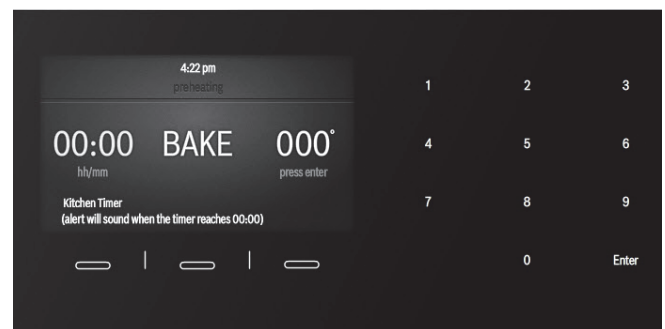 4:22 pm
preheating
00:00 BAKE 000°
hh/mm press enter
Kitchen Timer
(alert will sound when the timer reaches 00:00)
1 2 3
4 5 6
7 8 9
0 Enter